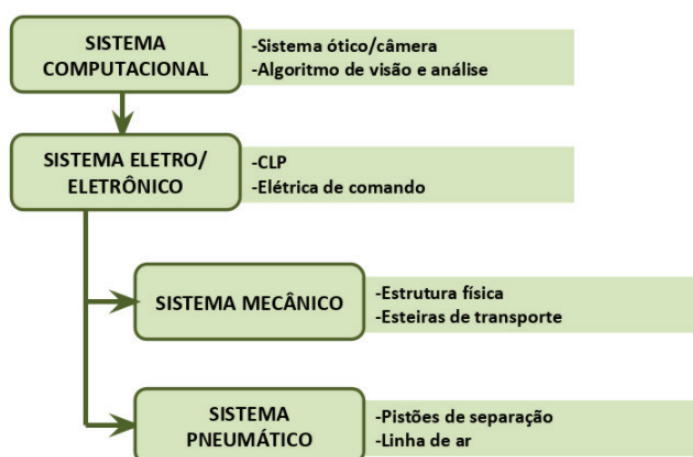 SISTEMA
COMPUTACIONAL
-Sistema ótico/câmera
-Algoritmo de visão e análise
SISTEMA ELETRO/
ELETRÔNICO
-CLP
-Elétrica de comando
SISTEMA MECÂNICO
-Estrutura física
-Esteiras de transporte
SISTEMA
PNEUMÁTICO
-Pistões de separação
-Linha de ar